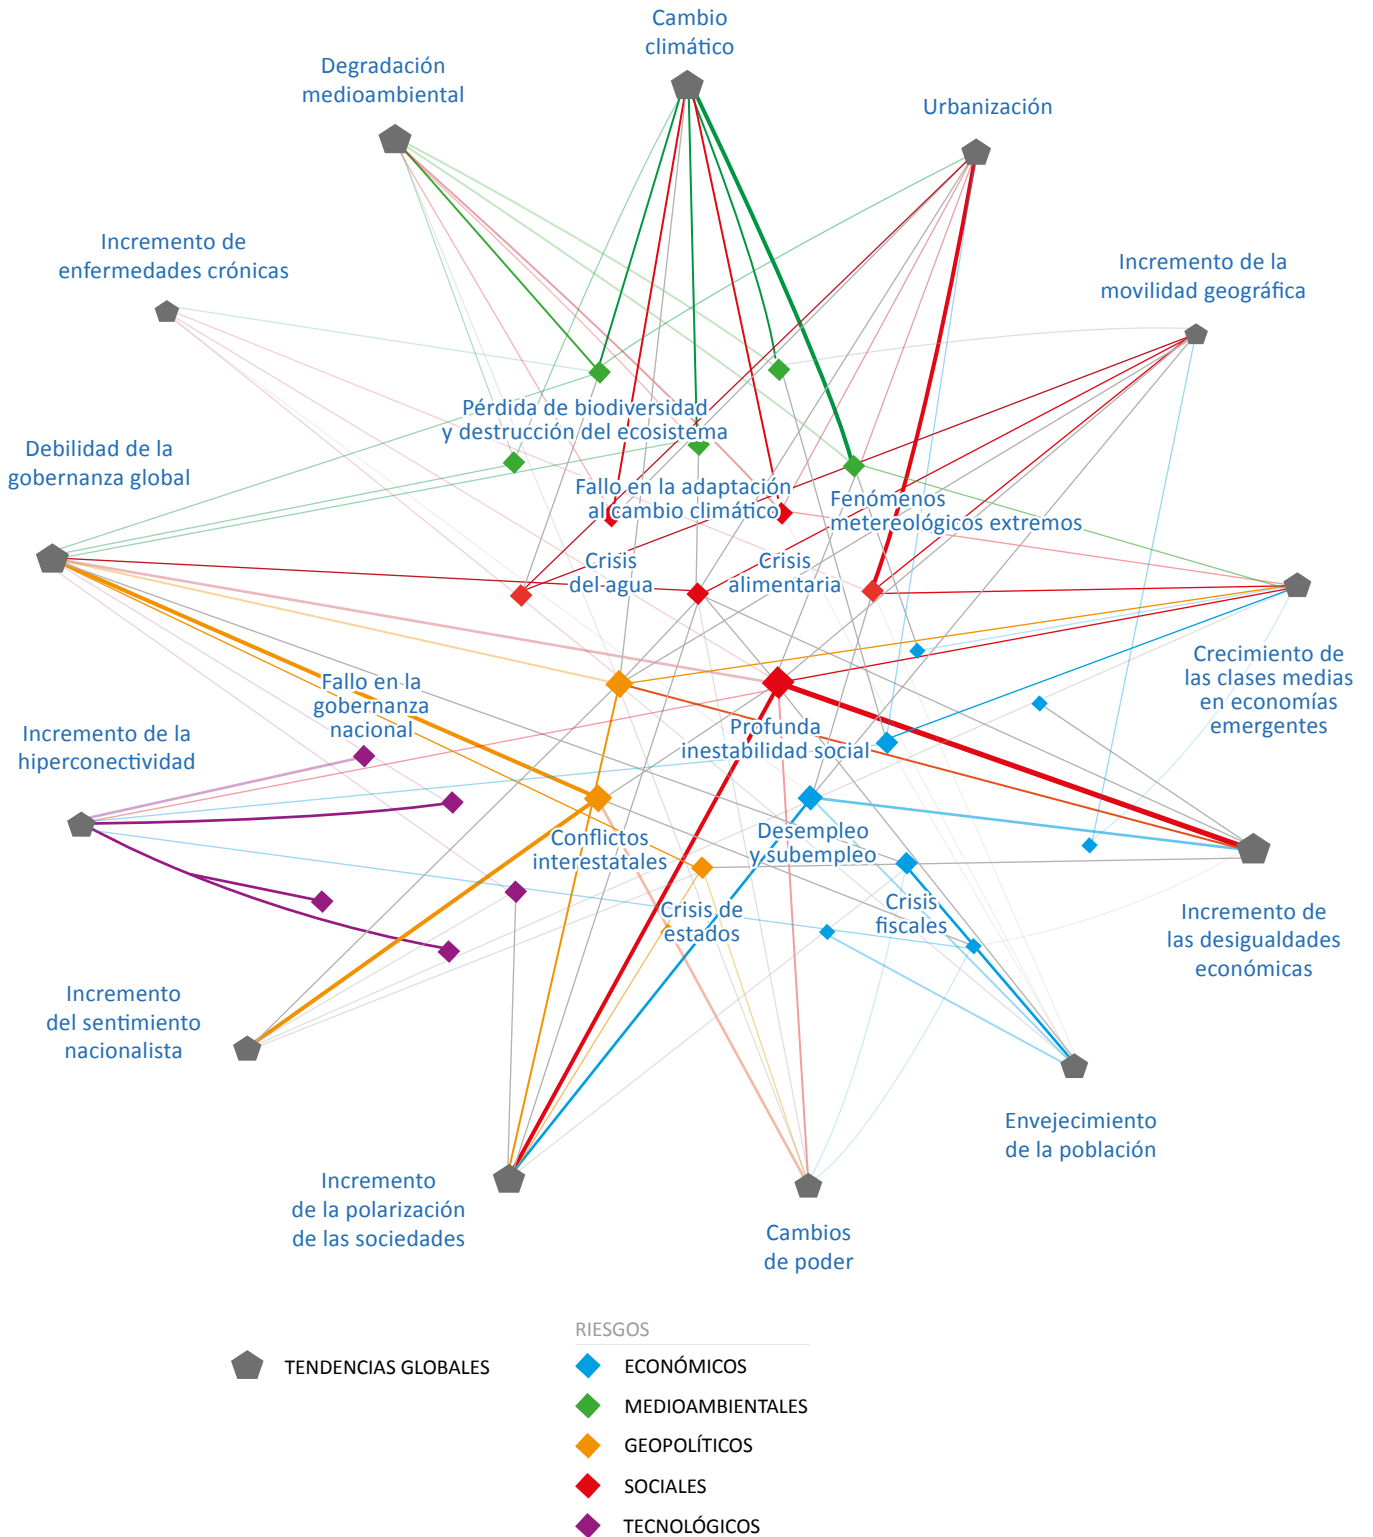 Cambio
climático
Degradación
medioambiental
Urbanización
Incremento de
enfermedades crónicas
Incremento de la
movilidad geográfica
Pérdida de biodiversidad
y destrucción del ecosistema
Debilidad de la
gobernanza global
Fallo en la adaptación
al cambio climático
Fenómenos
metereológicos extremos
Crisis
del agua
Crisis
alimentaria
Crecimiento de
las clases medias
en economías
emergentes
Fallo en la
gobernanza
nacional
Incremento de la
hiperconectividad
Profunda
inestabilidad social
Conflictos
interestatales
Desempleo
y subempleo
Crisis de
estados
Crisis
fiscales
Incremento de
las desigualdades
económicas
Incremento
del sentimiento
nacionalista
Envejecimiento
de la población
Incremento
de la polarización
de las sociedades
Cambios
de poder
RIESGOS
TENDENCIAS GLOBALES
ECONÓMICOS
MEDIOAMBIENTALES
GEOPOLÍTICOS
SOCIALES
TECNOLÓGICOS